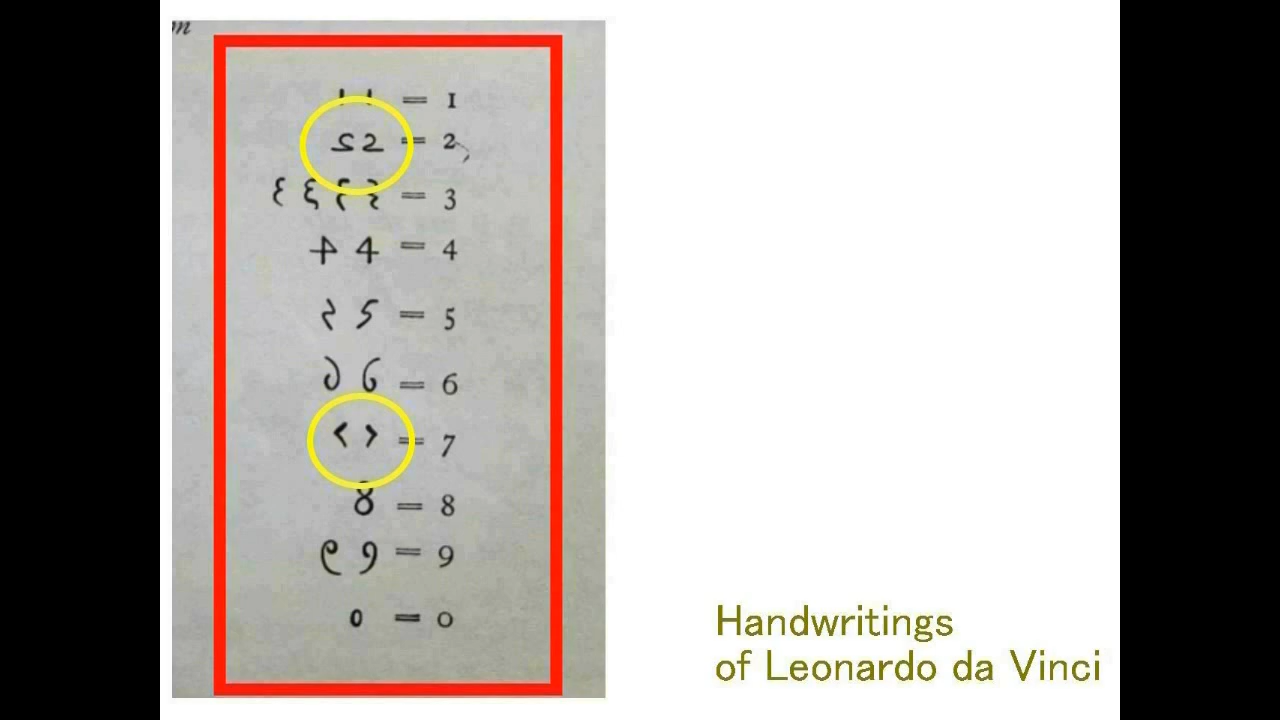 m
= 1
= 2
= 3
4 4 = 4
= 5
6 = 6
= 7
8 = 8
9 = 9
0 = 0
Handwritings
of Leonardo da Vinci